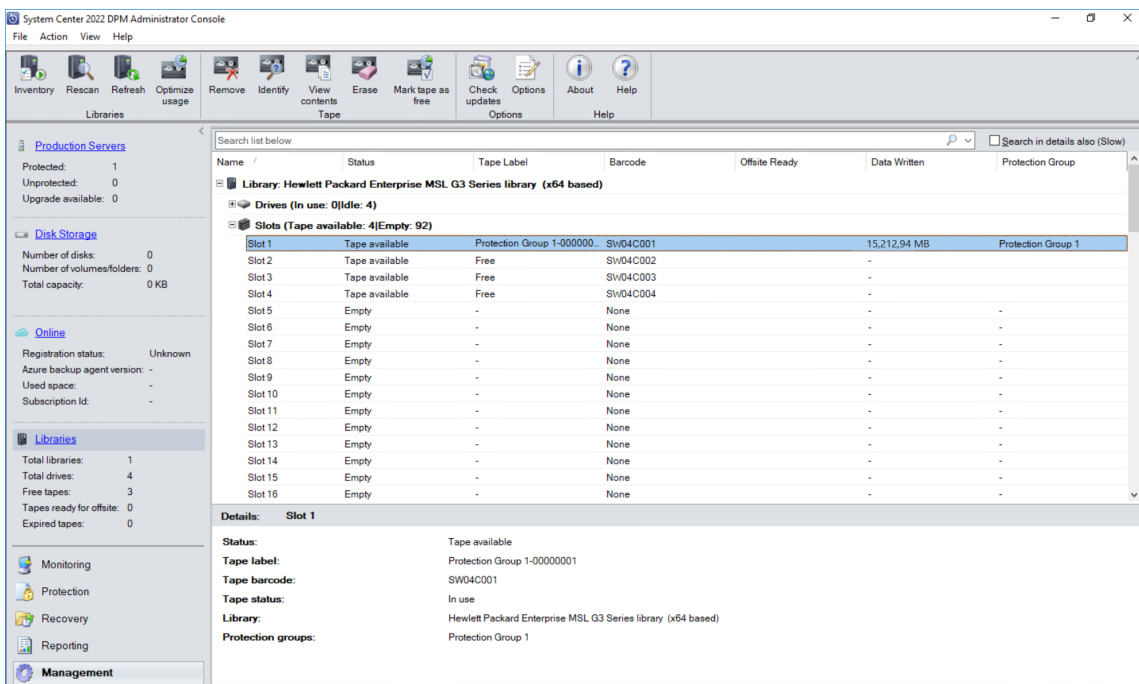 System Center 2022 DPM Administrator Console
File Action View Help
Inventory Rescan Refresh Optimize usage
Libraries
Remove Identify View contents Erase Mark tape as free
Tape
Check updates Options
Options
About Help
Help
Production Servers
Protected: 1
Unprotected: 0
Upgrade available: 0
Disk Storage
Number of disks: 0
Number of volumes/folders: 0
Total capacity: 0 KB
Online
Registration status: Unknown
Azure backup agent version: -
Used space: -
Subscription Id: -
Libraries
Total libraries: 1
Total drives: 4
Free tapes: 3
Tapes ready for offsite: 0
Expired tapes: 0
Monitoring
Protection
Recovery
Reporting
Management
Search list below
Search in details also (Slow)
Name Status Tape Label Barcode Offsite Ready Data Written Protection Group
Library: Hewlett Packard Enterprise MSL G3 Series library (x64 based)
Drives (In use: 0|Idle: 4)
Slots (Tape available: 4|Empty: 92)
Slot 1 Tape available Protection Group 1-000000... SW04C001 15,212,94 MB Protection Group 1
Slot 2 Tape available Free SW04C002 -
Slot 3 Tape available Free SW04C003 -
Slot 4 Tape available Free SW04C004 -
Slot 5 Empty - None - -
Slot 6 Empty - None - -
Slot 7 Empty - None - -
Slot 8 Empty - None - -
Slot 9 Empty - None - -
Slot 10 Empty - None - -
Slot 11 Empty - None - -
Slot 12 Empty - None - -
Slot 13 Empty - None - -
Slot 14 Empty - None - -
Slot 15 Empty - None - -
Slot 16 Empty - None - -
Details: Slot 1
Status: Tape available
Tape label: Protection Group 1-00000001
Tape barcode: SW04C001
Tape status: In use
Library: Hewlett Packard Enterprise MSL G3 Series library (x64 based)
Protection groups: Protection Group 1